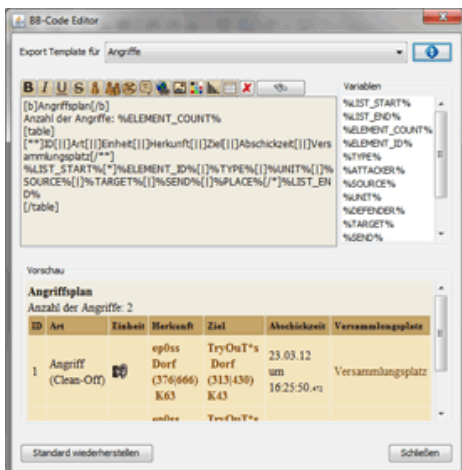 BB-Code Editor
Export Template für Angriffe
B I U S
Variablen
[b]Angriffsplan[/b]
Anzahl der Angriffe: %ELEMENT_COUNT%
[table]
[**]ID[||]Art[||]Einheit[||]Herkunft[||]Ziel[||]Abschickzeit[||]Vers
ammlungsplatz[/**]
%LIST_START%[*]%ELEMENT_ID%[|]%TYPE%[|]%UNIT%[|]%
SOURCE%[|]%TARGET%[|]%SEND%[|]%PLACE%[/*]%LIST_EN
D%
[/table]
%LIST_START%
%LIST_END%
%ELEMENT_COUNT%
%ELEMENT_ID%
%TYPE%
%ATTACKER%
%SOURCE%
%UNIT%
%DEFENDER%
%TARGET%
%SEND%
Vorschau
Angriffsplan
Anzahl der Angriffe: 2
ID Art Einheit Herkunft Ziel Abschickzeit Versammlungsplatz
1 Angriff (Clean-Off) ep0ss Dorf (376|666) K63 TryOuT*s Dorf (313|430) K43 23.03.12 um 16:25:50.472 Versammlungsplatz
ep0ss TryOuT*s
Standard wiederherstellen
Schließen